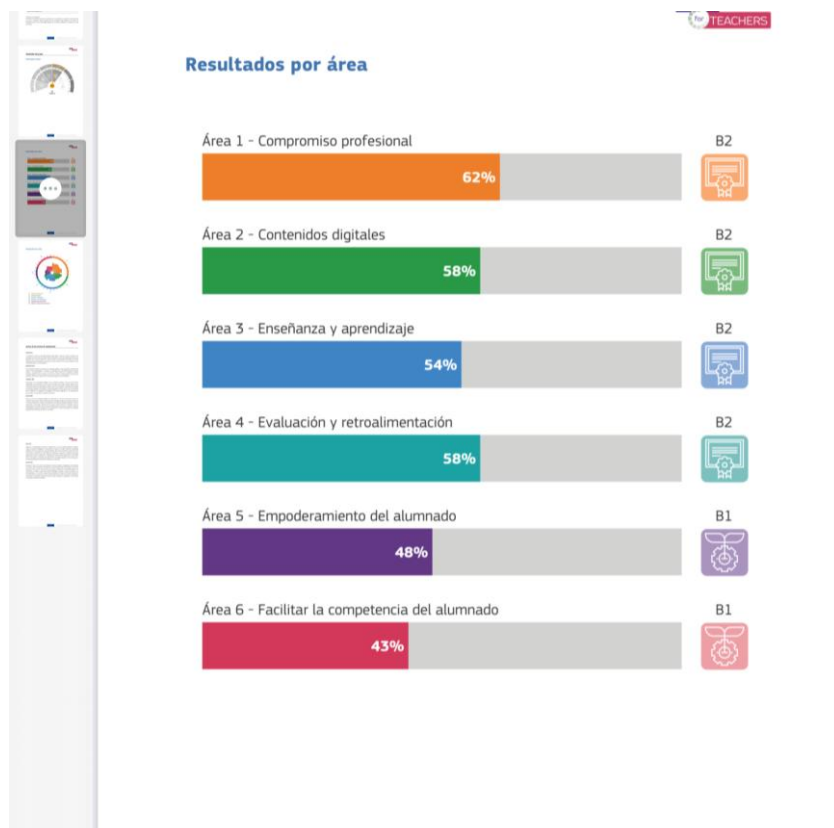 for TEACHERS
Resultados por área
Área 1 - Compromiso profesional
B2
62%
Área 2 - Contenidos digitales
B2
58%
Área 3 - Enseñanza y aprendizaje
B2
54%
Área 4 - Evaluación y retroalimentación
B2
58%
Área 5 - Empoderamiento del alumnado
B1
48%
Área 6 - Facilitar la competencia del alumnado
B1
43%